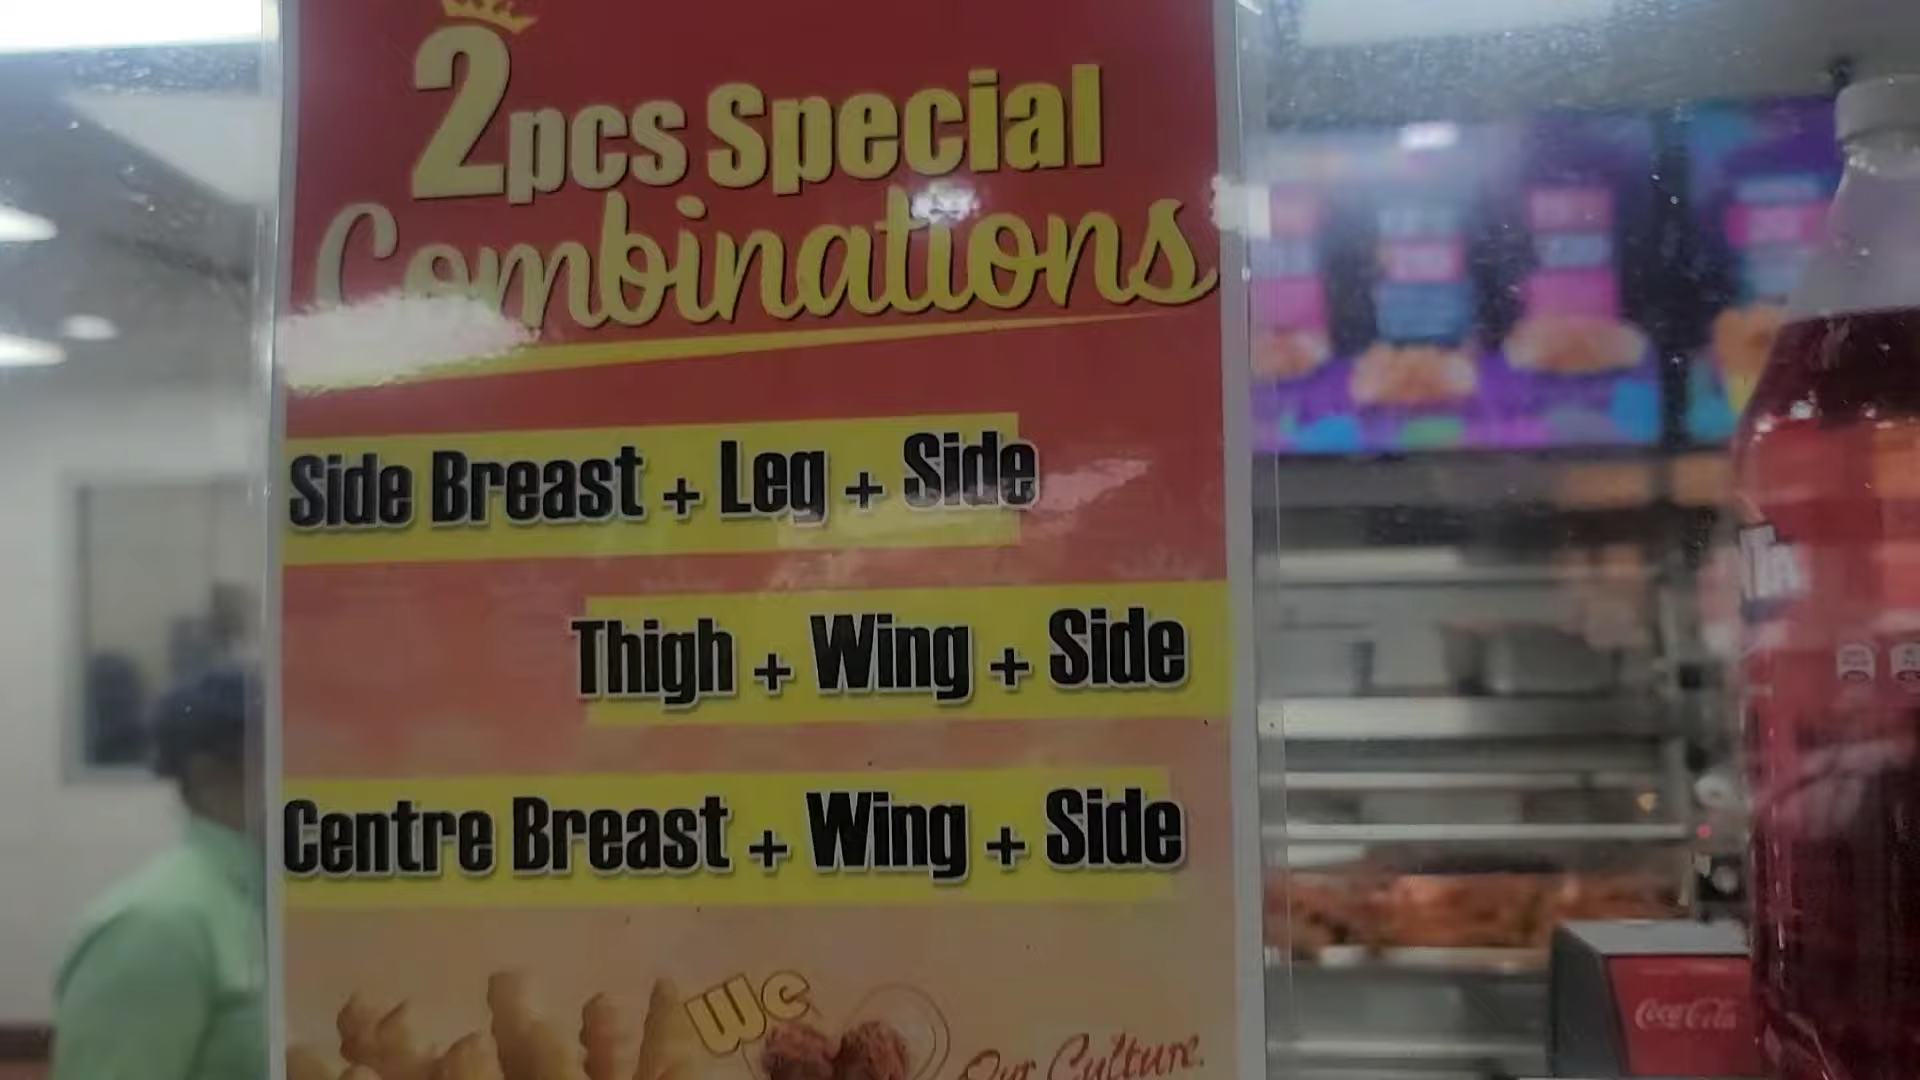 2pcs Special
Combinations
Side Breast + Leg + Side
Thigh + Wing + Side
Centre Breast + Wing + Side
We
Our Culture.
Coca-Cola